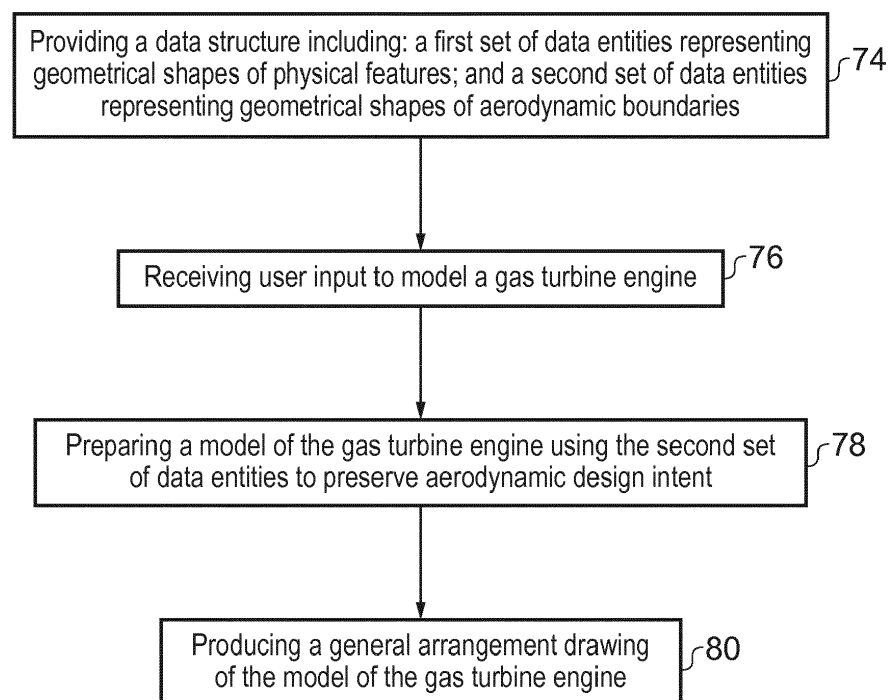 Providing a data structure including: a first set of data entities representing
geometrical shapes of physical features; and a second set of data entities
representing geometrical shapes of aerodynamic boundaries
74
Receiving user input to model a gas turbine engine
76
Preparing a model of the gas turbine engine using the second set
of data entities to preserve aerodynamic design intent
78
Producing a general arrangement drawing
of the model of the gas turbine engine
80